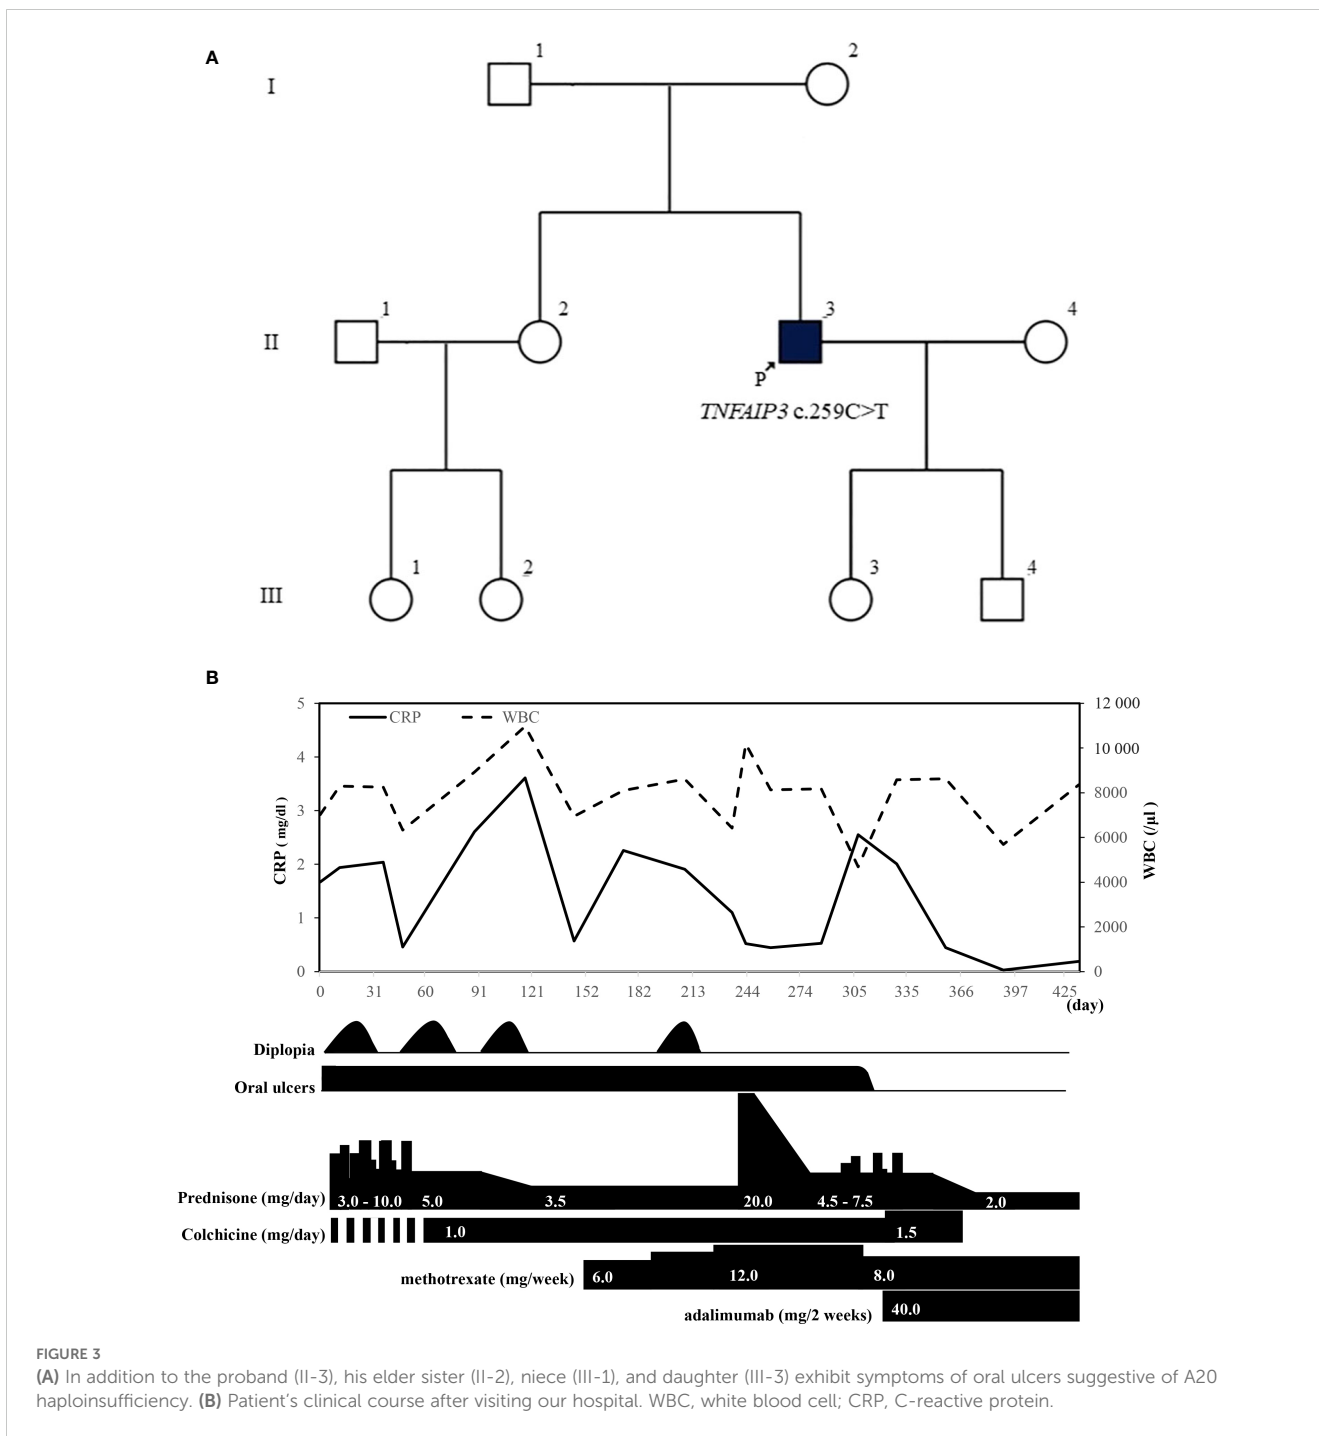 A
1
2
I
1
2
3
4
II
P
TNFAIP3 c.259C>T
1
2
3
4
III
B
5
4
3
2
1
0
CRP ( mg/dl )
CRP
WBC
12 000
10 000
8000
6000
4000
2000
0
WBC (/µl )
0 31 60 91 121 152 182 213 244 274 305 335 366 397 425
(day)
Diplopia
Oral ulcers
Prednisone (mg/day) 3.0 - 10.0 5.0 3.5 20.0 4.5 - 7.5 2.0
Colchicine (mg/day) 1.0 1.5
methotrexate (mg/week) 6.0 12.0 8.0
adalimumab (mg/2 weeks) 40.0
FIGURE 3
(A) In addition to the proband (II-3), his elder sister (II-2), niece (III-1), and daughter (III-3) exhibit symptoms of oral ulcers suggestive of A20
haploinsufficiency. (B) Patient's clinical course after visiting our hospital. WBC, white blood cell; CRP, C-reactive protein.